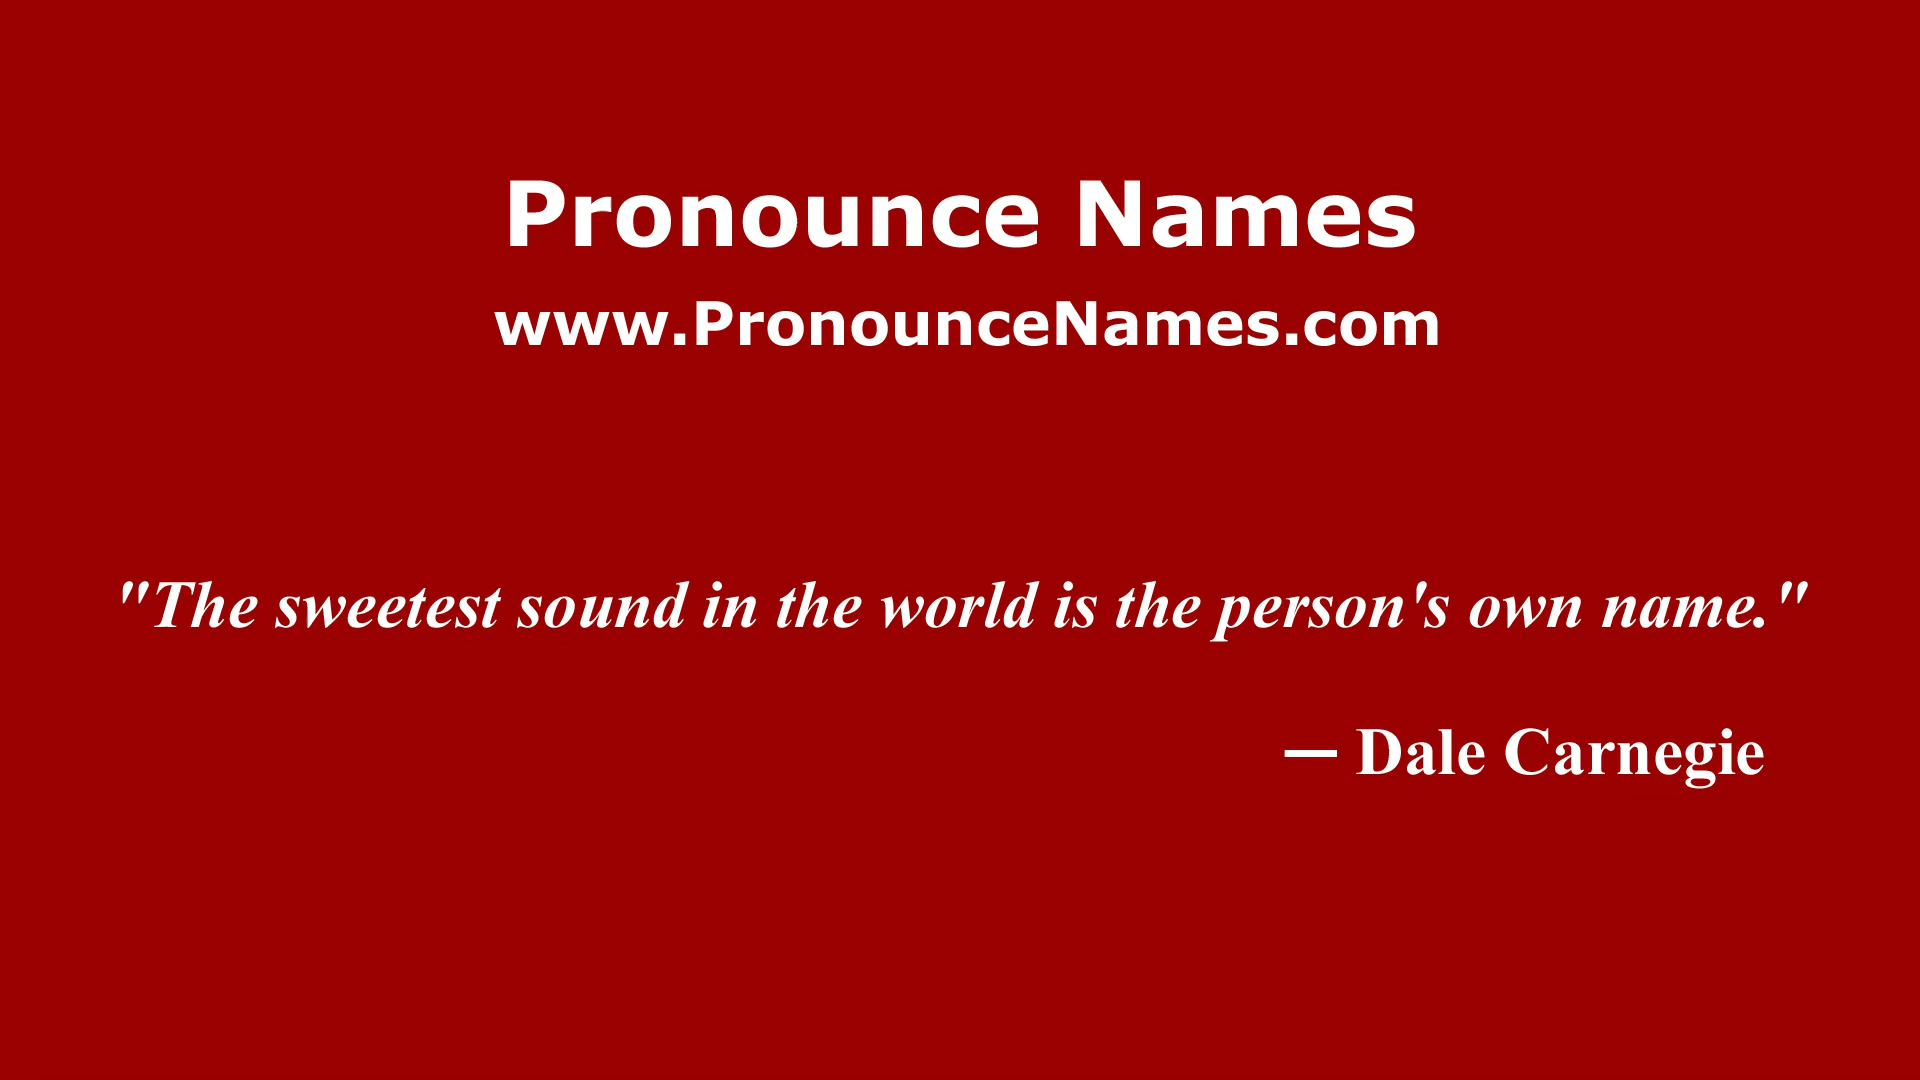 Pronounce Names
www.PronounceNames.com
"The sweetest sound in the world is the person's own name."
— Dale Carnegie